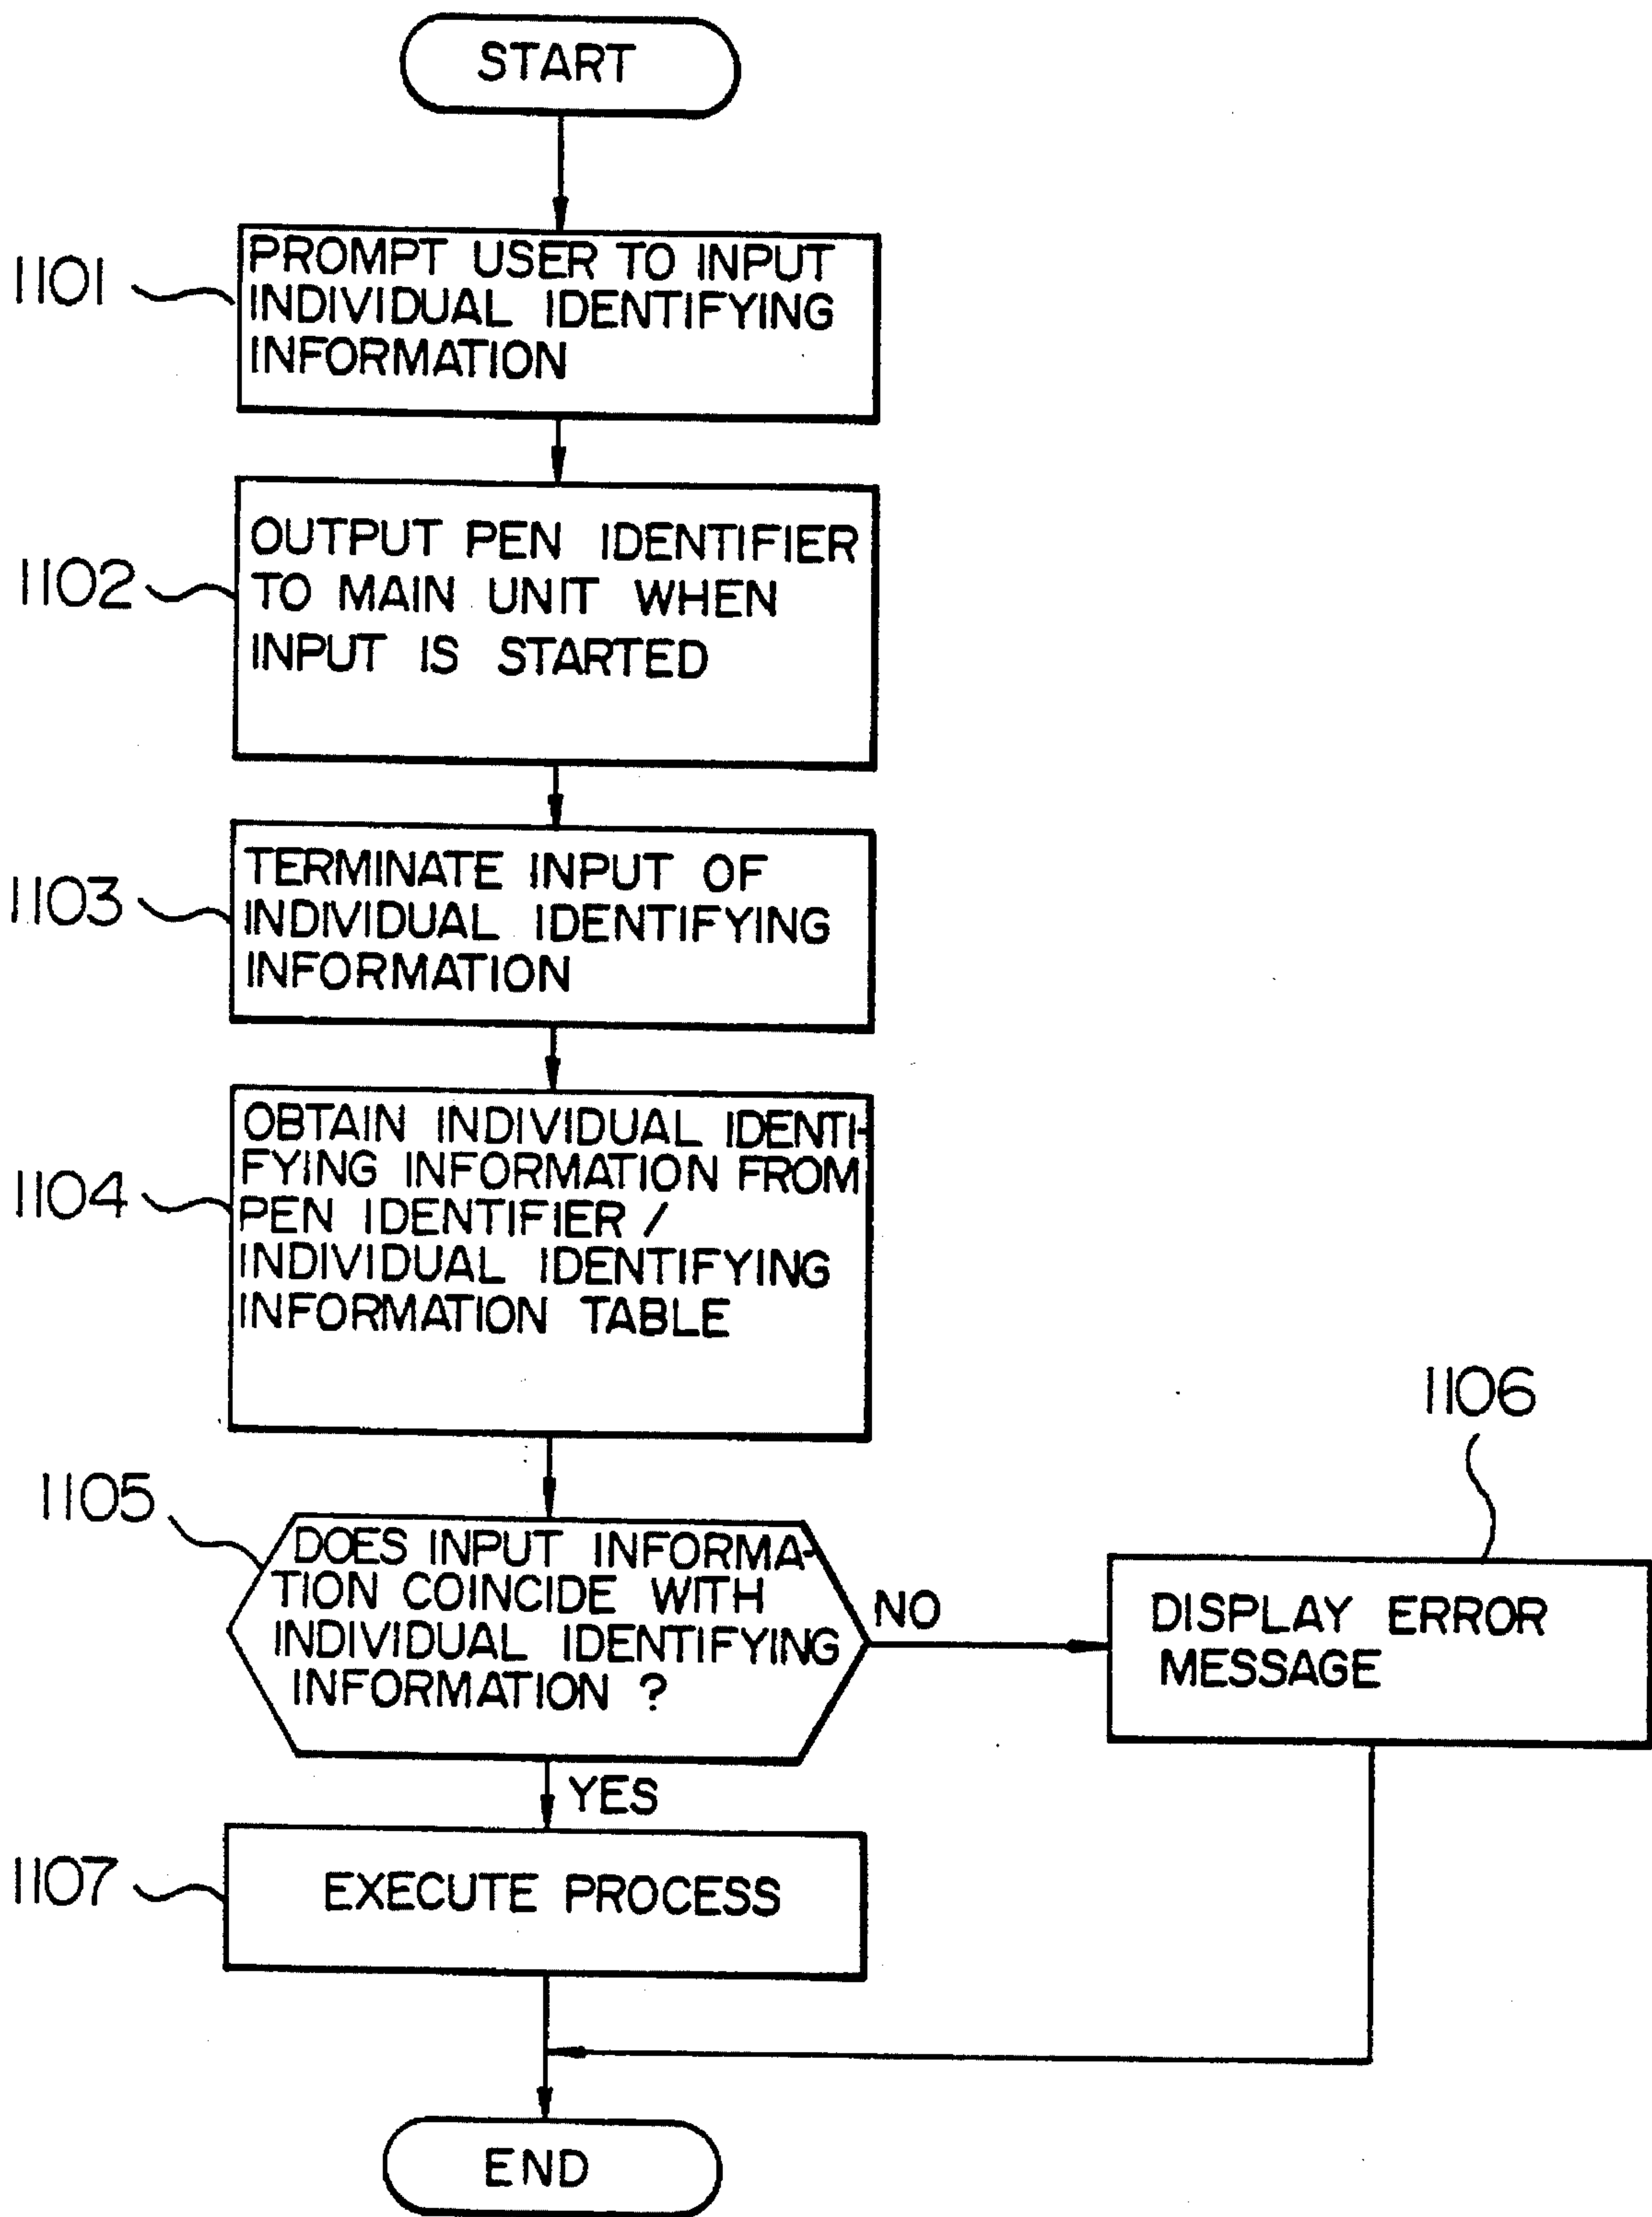 START
1101
PROMPT USER TO INPUT
INDIVIDUAL IDENTIFYING
INFORMATION
1102
OUTPUT PEN IDENTIFIER
TO MAIN UNIT WHEN
INPUT IS STARTED
1103
TERMINATE INPUT OF
INDIVIDUAL IDENTIFYING
INFORMATION
1104
OBTAIN INDIVIDUAL IDENTI-
FYING INFORMATION FROM
PEN IDENTIFIER /
INDIVIDUAL IDENTIFYING
INFORMATION TABLE
1105
DOES INPUT INFORMA-
TION COINCIDE WITH
INDIVIDUAL IDENTIFYING
INFORMATION ?
NO
1106
DISPLAY ERROR
MESSAGE
YES
1107
EXECUTE PROCESS
END